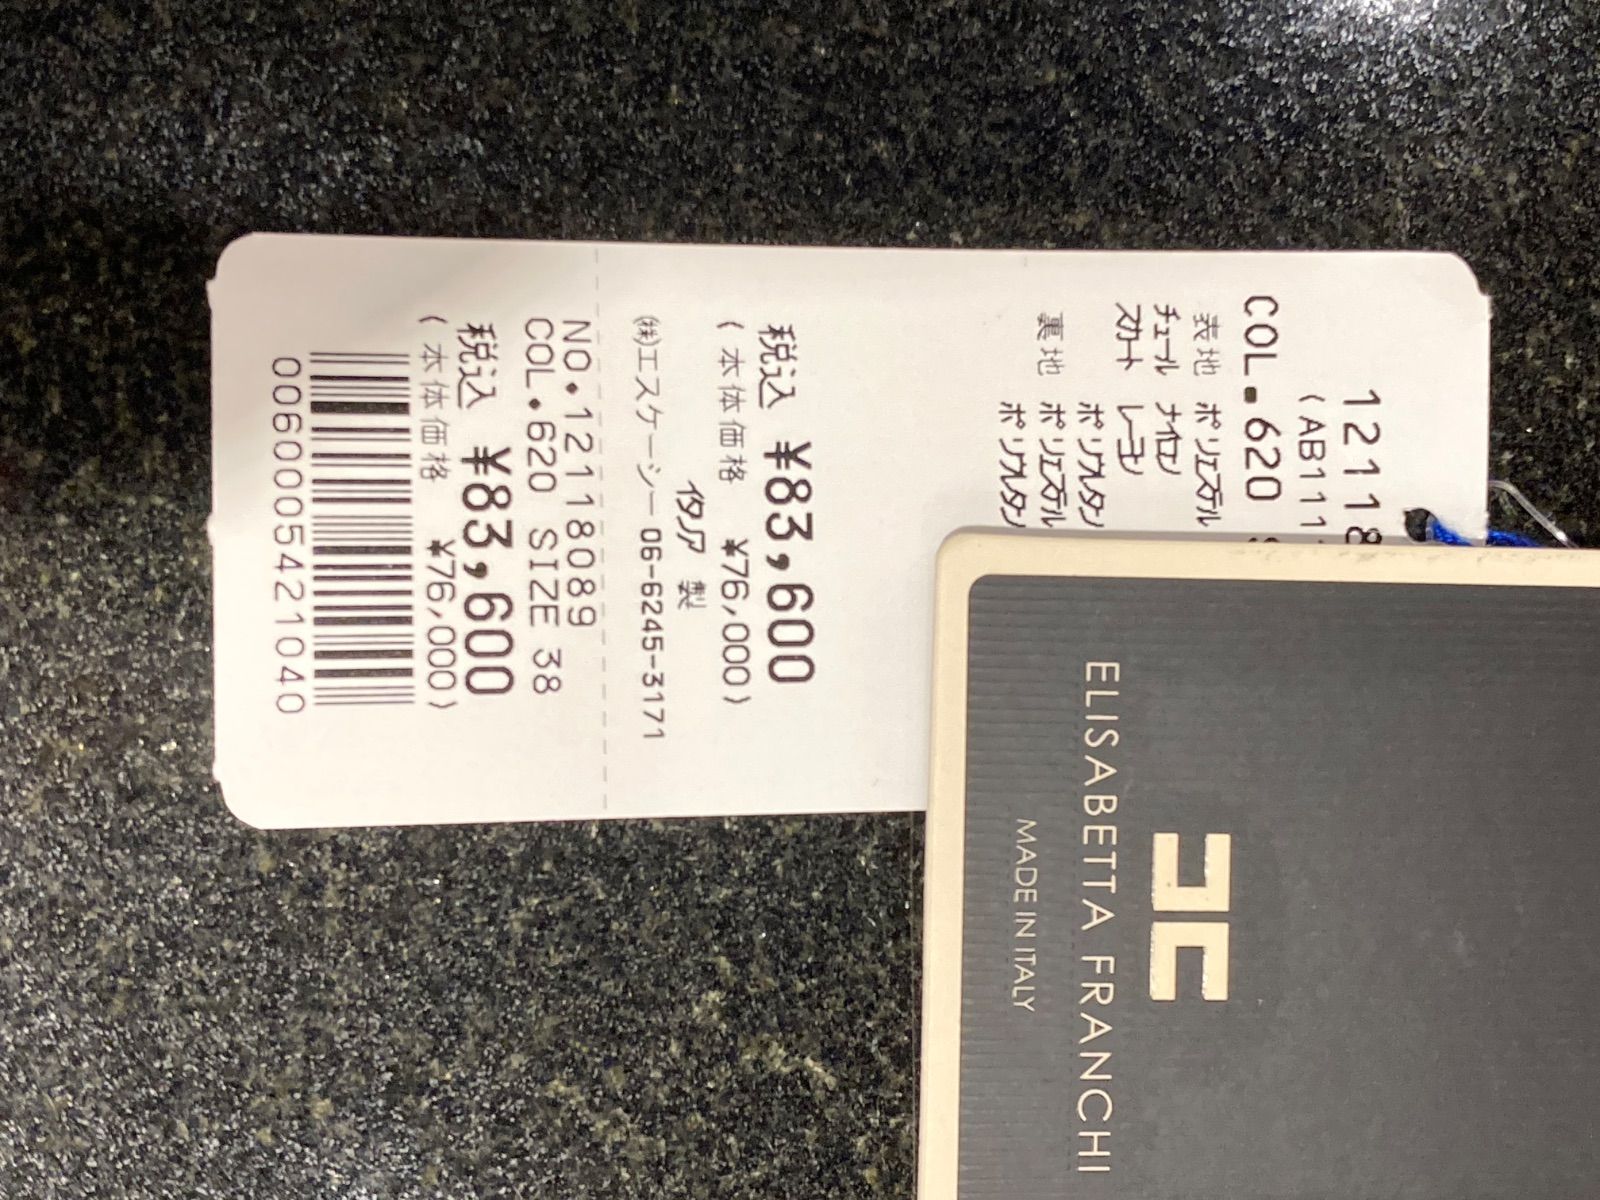 12118
(AB111
COL.620
表地 ポリエステル
チュール ナイロン
スカート レーヨン
ポリウレタン
裏地 ポリエステル
ポリウレタン
税込 ¥83,600
(本体価格 ¥76,000)
イタリア 製
㈱エスケーシー 06-6245-3171
NO.12118089
COL.620 SIZE 38
税込 ¥83,600
(本体価格 ¥76,000)
0060005421040
ELISABETTA FRANCHI
MADE IN ITALY